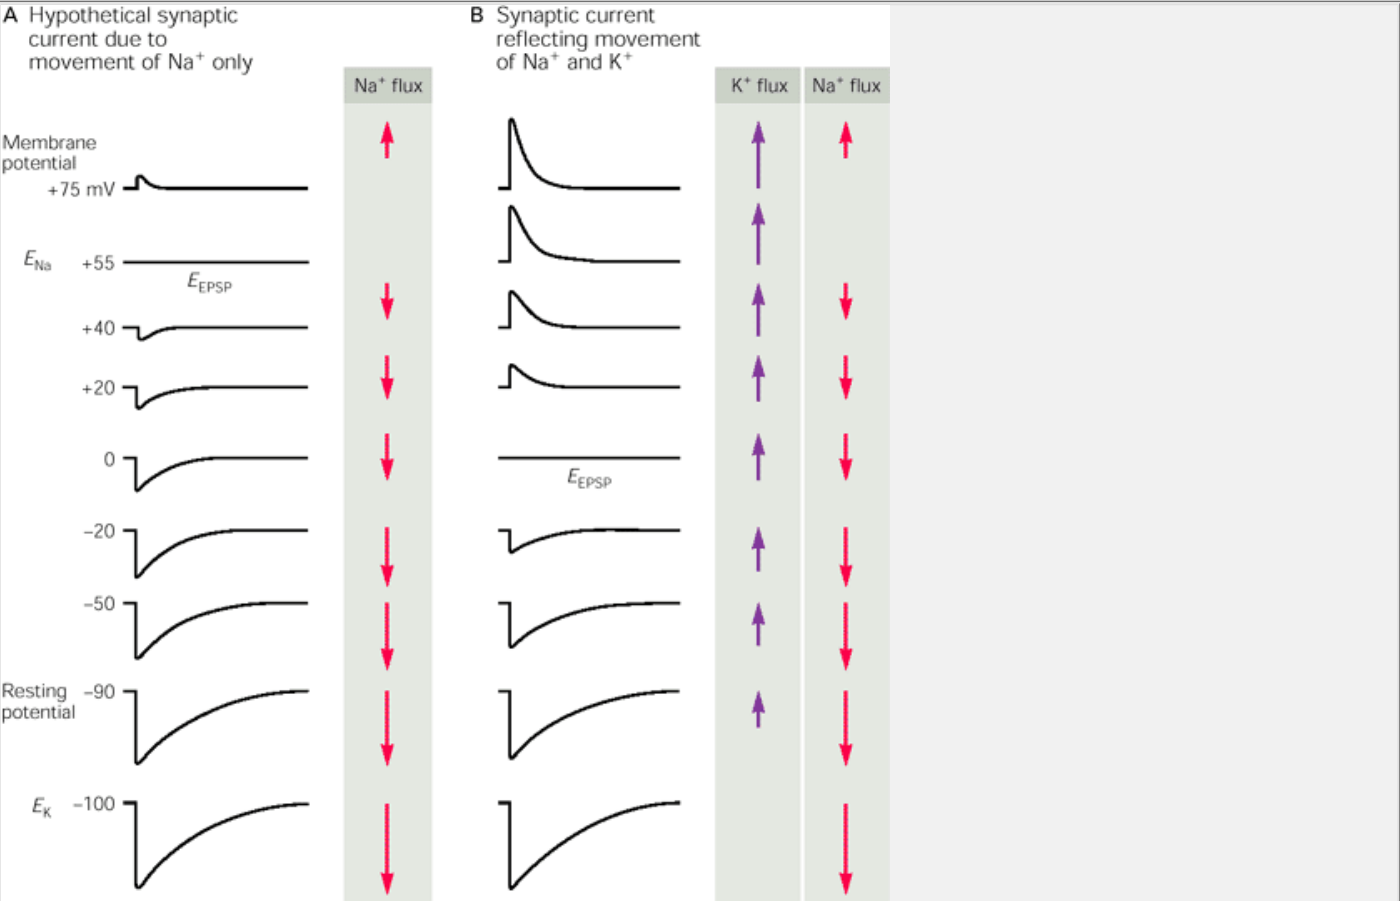 A Hypothetical synaptic
current due to
movement of Na⁺ only
Na⁺ flux
Membrane
potential
+75 mV
E_Na +55
E_EPSP
+40
+20
0
–20
–50
Resting –90
potential
E_K –100
B Synaptic current
reflecting movement
of Na⁺ and K⁺
K⁺ flux Na⁺ flux
E_EPSP